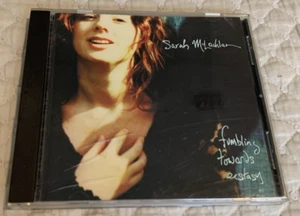 Sarah McLachlan
fumbling
towards
ecstasy